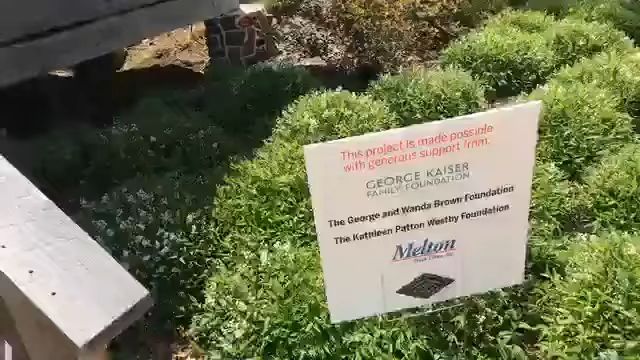 This project is made possible
with generous support from:
GEORGE KAISER
FAMILY FOUNDATION
The George and Wanda Brown Foundation
The Kathleen Patton Westby Foundation
Melton